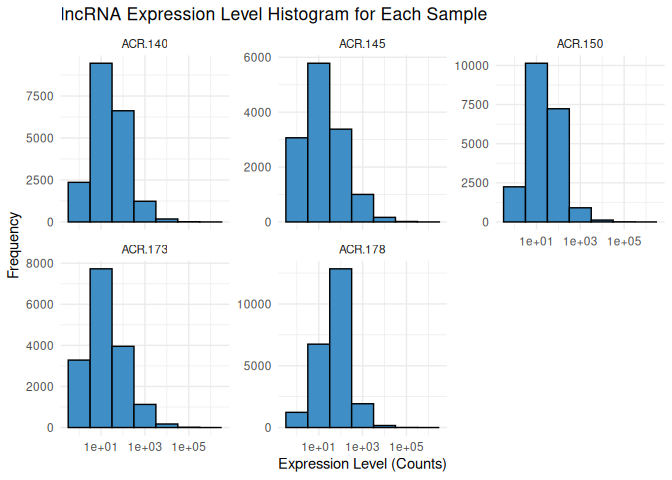 lncRNA Expression Level Histogram for Each Sample
ACR.140
ACR.145
ACR.150
7500
5000
2500
0
6000
4000
2000
0
10000
7500
5000
2500
0
1e+01 1e+03 1e+05
ACR.173
ACR.178
8000
6000
4000
2000
0
10000
5000
0
1e+01 1e+03 1e+05
1e+01 1e+03 1e+05
Frequency
Expression Level (Counts)